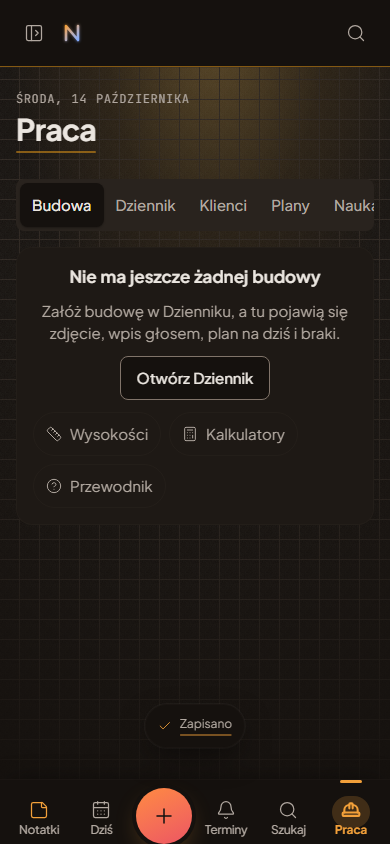 N
ŚRODA, 14 PAŹDZIERNIKA
Praca
Budowa Dziennik Klienci Plany Nauka
Nie ma jeszcze żadnej budowy
Załóż budowę w Dzienniku, a tu pojawią się
zdjęcie, wpis głosem, plan na dziś i braki.
Otwórz Dziennik
Wysokości Kalkulatory
Przewodnik
Zapisano
Notatki Dziś Terminy Szukaj Praca